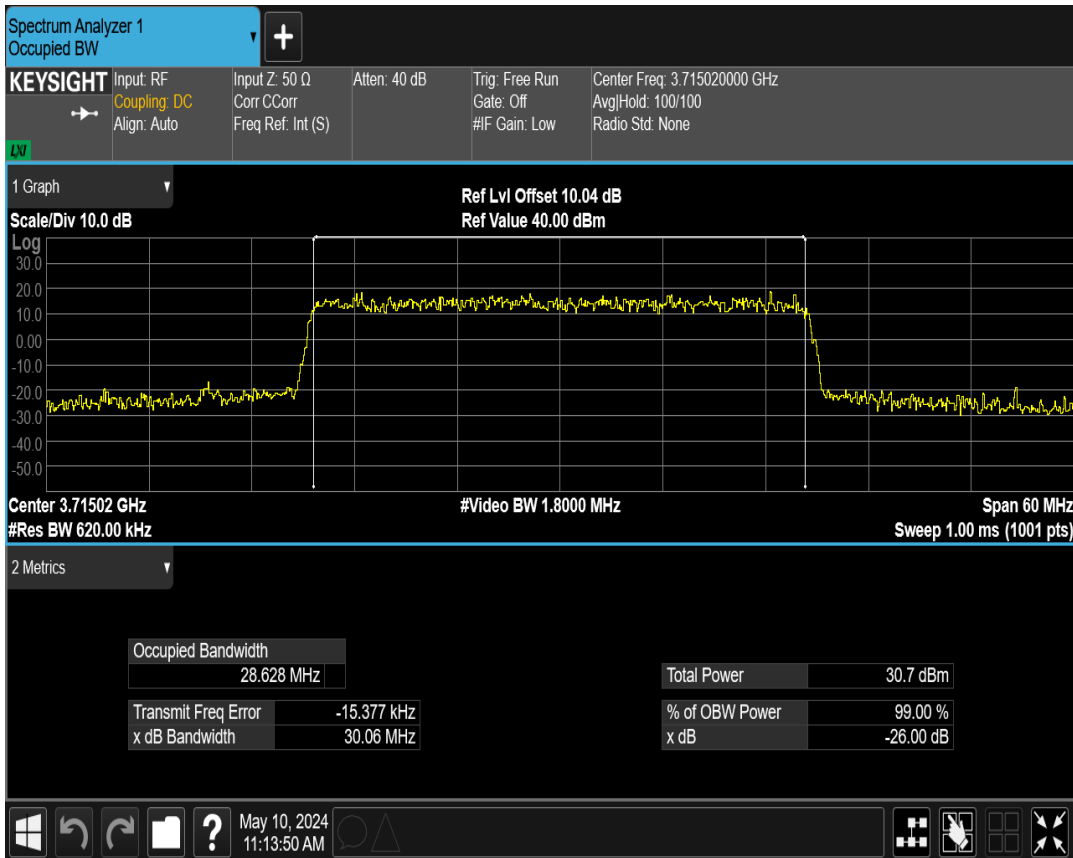 Spectrum Analyzer 1
Occupied BW
+
KEYSIGHT
LXI
Input: RF
Coupling: DC
Align: Auto
Input Z: 50 Ω
Corr CCorr
Freq Ref: Int (S)
Atten: 40 dB
Trig: Free Run
Gate: Off
#IF Gain: Low
Center Freq: 3.715020000 GHz
Avg|Hold: 100/100
Radio Std: None
1 Graph
Scale/Div 10.0 dB
Ref Lvl Offset 10.04 dB
Ref Value 40.00 dBm
Log
30.0
20.0
10.0
0.00
-10.0
-20.0
-30.0
-40.0
-50.0
Center 3.71502 GHz
#Video BW 1.8000 MHz
Span 60 MHz
#Res BW 620.00 kHz
Sweep 1.00 ms (1001 pts)
2 Metrics
Occupied Bandwidth
28.628 MHz
Total Power 30.7 dBm
Transmit Freq Error -15.377 kHz
% of OBW Power 99.00 %
x dB Bandwidth 30.06 MHz
x dB -26.00 dB
?
May 10, 2024
11:13:50 AM